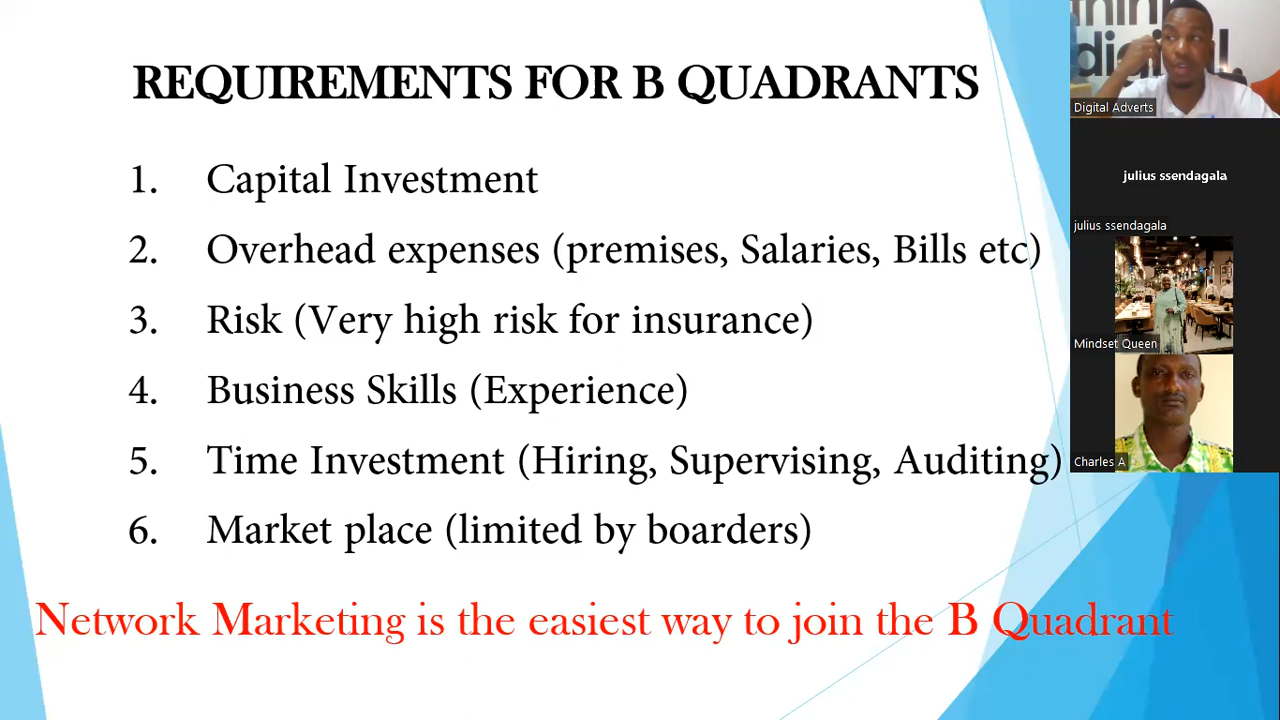 REQUIREMENTS FOR B QUADRANTS
1. Capital Investment
2. Overhead expenses (premises, Salaries, Bills etc)
3. Risk (Very high risk for insurance)
4. Business Skills (Experience)
5. Time Investment (Hiring, Supervising, Auditing)
6. Market place (limited by boarders)
Network Marketing is the easiest way to join the B Quadrant
think
digital.
Digital Adverts
julius ssendagala
julius ssendagala
Mindset Queen
Charles A